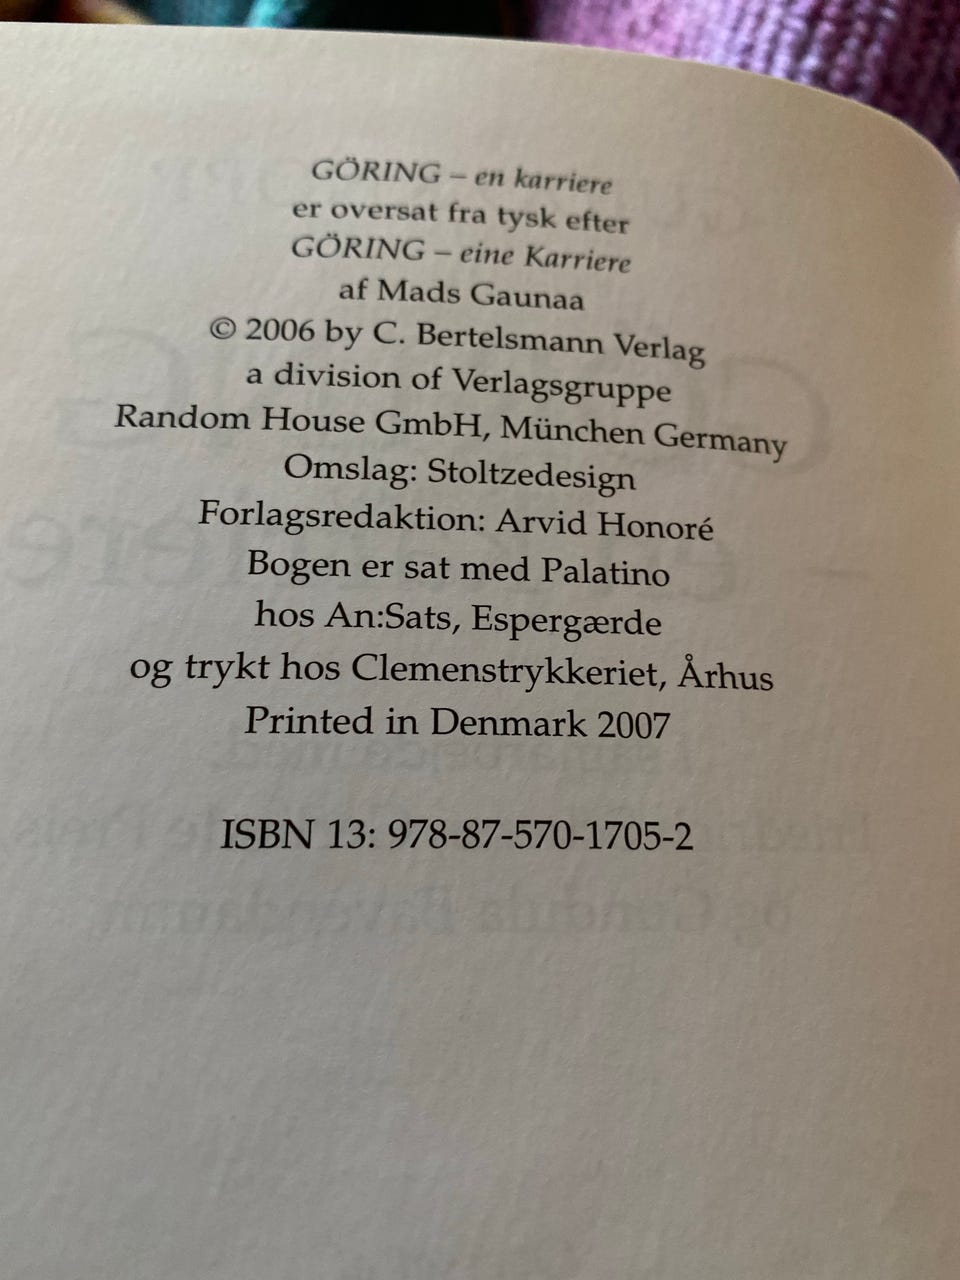 GÖRING – en karriere
er oversat fra tysk efter
GÖRING – eine Karriere
af Mads Gaunaa
© 2006 by C. Bertelsmann Verlag
a division of Verlagsgruppe
Random House GmbH, München Germany
Omslag: Stoltzedesign
Forlagsredaktion: Arvid Honoré
Bogen er sat med Palatino
hos An:Sats, Espergærde
og trykt hos Clemenstrykkeriet, Århus
Printed in Denmark 2007
ISBN 13: 978-87-570-1705-2